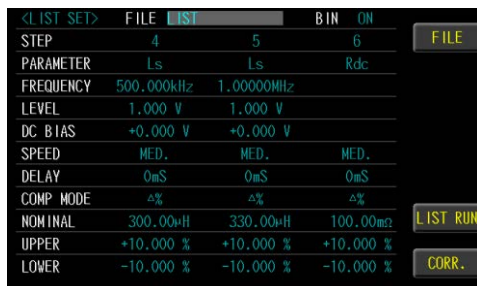 <LIST SET> FILE LIST BIN ON
FILE
STEP 4 5 6
PARAMETER Ls Ls Rdc
FREQUENCY 500.000kHz 1.00000MHz
LEVEL 1.000 V 1.000 V
DC BIAS +0.000 V +0.000 V
SPEED MED. MED. MED.
DELAY 0mS 0mS 0mS
COMP MODE △% △% △%
NOMINAL 300.00μH 330.00μH 100.00mΩ
LIST RUN
UPPER +10.000 % +10.000 % +10.000 %
LOWER -10.000 % -10.000 % -10.000 %
CORR.